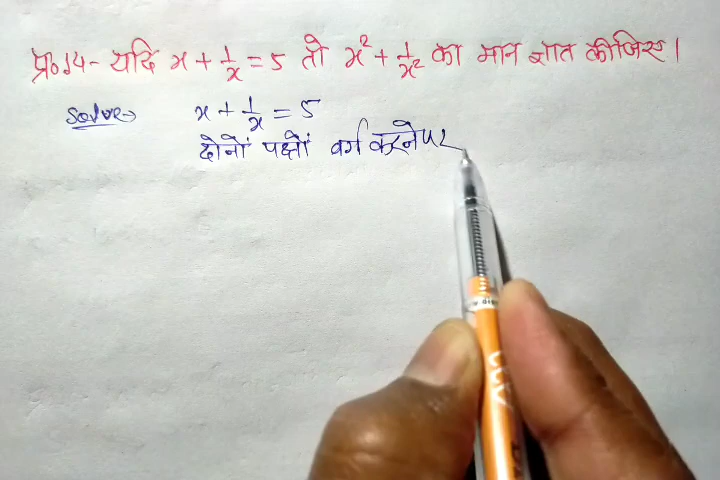 प्र०14- यदि x + 1/x = 5 तो x² + 1/x² का मान ज्ञात कीजिए।
Solve→ x + 1/x = 5
दोनों पक्षों वर्ग करने पर